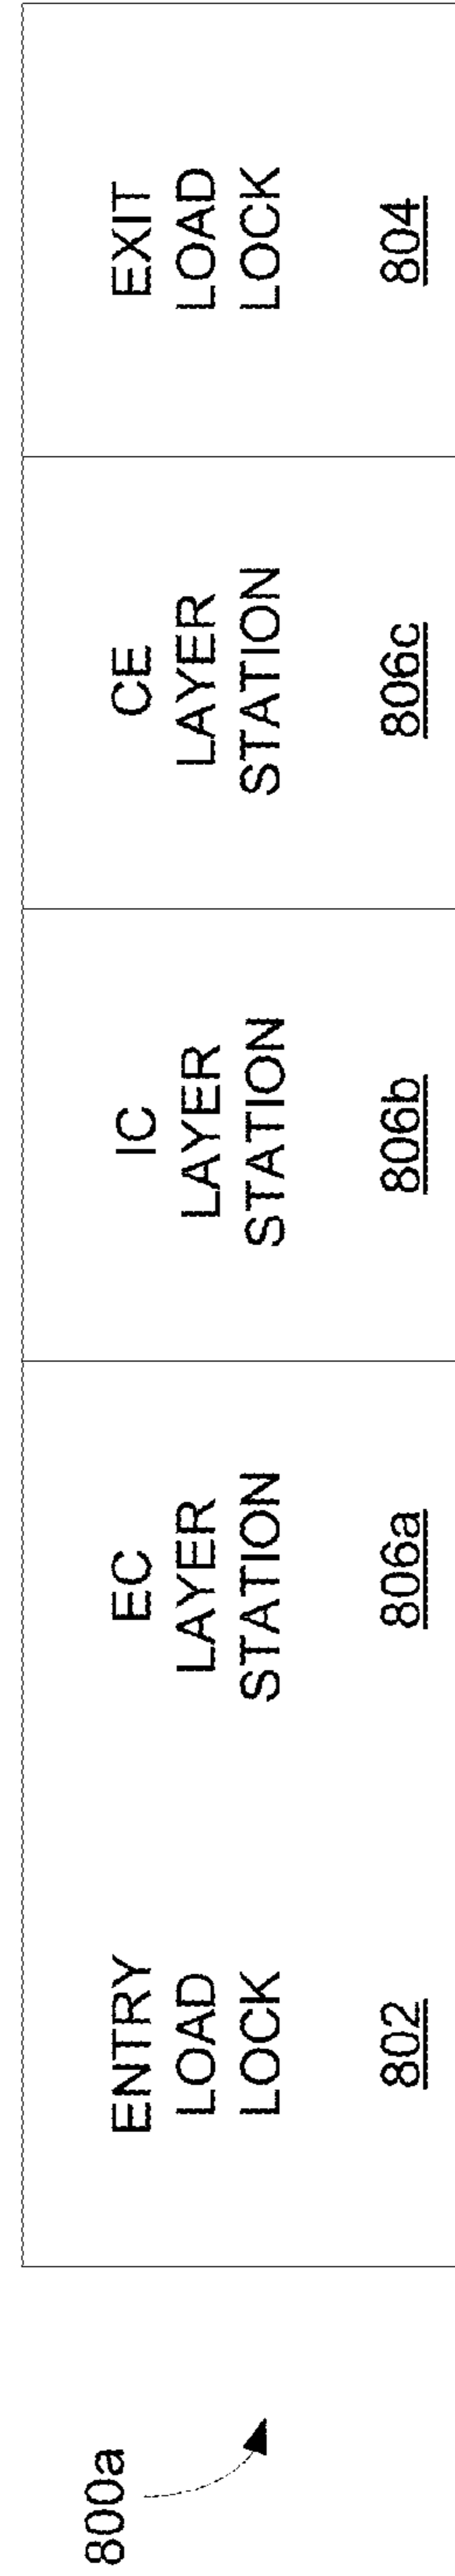 800a
ENTRY
LOAD
LOCK
802
EC
LAYER
STATION
806a
IC
LAYER
STATION
806b
CE
LAYER
STATION
806c
EXIT
LOAD
LOCK
804